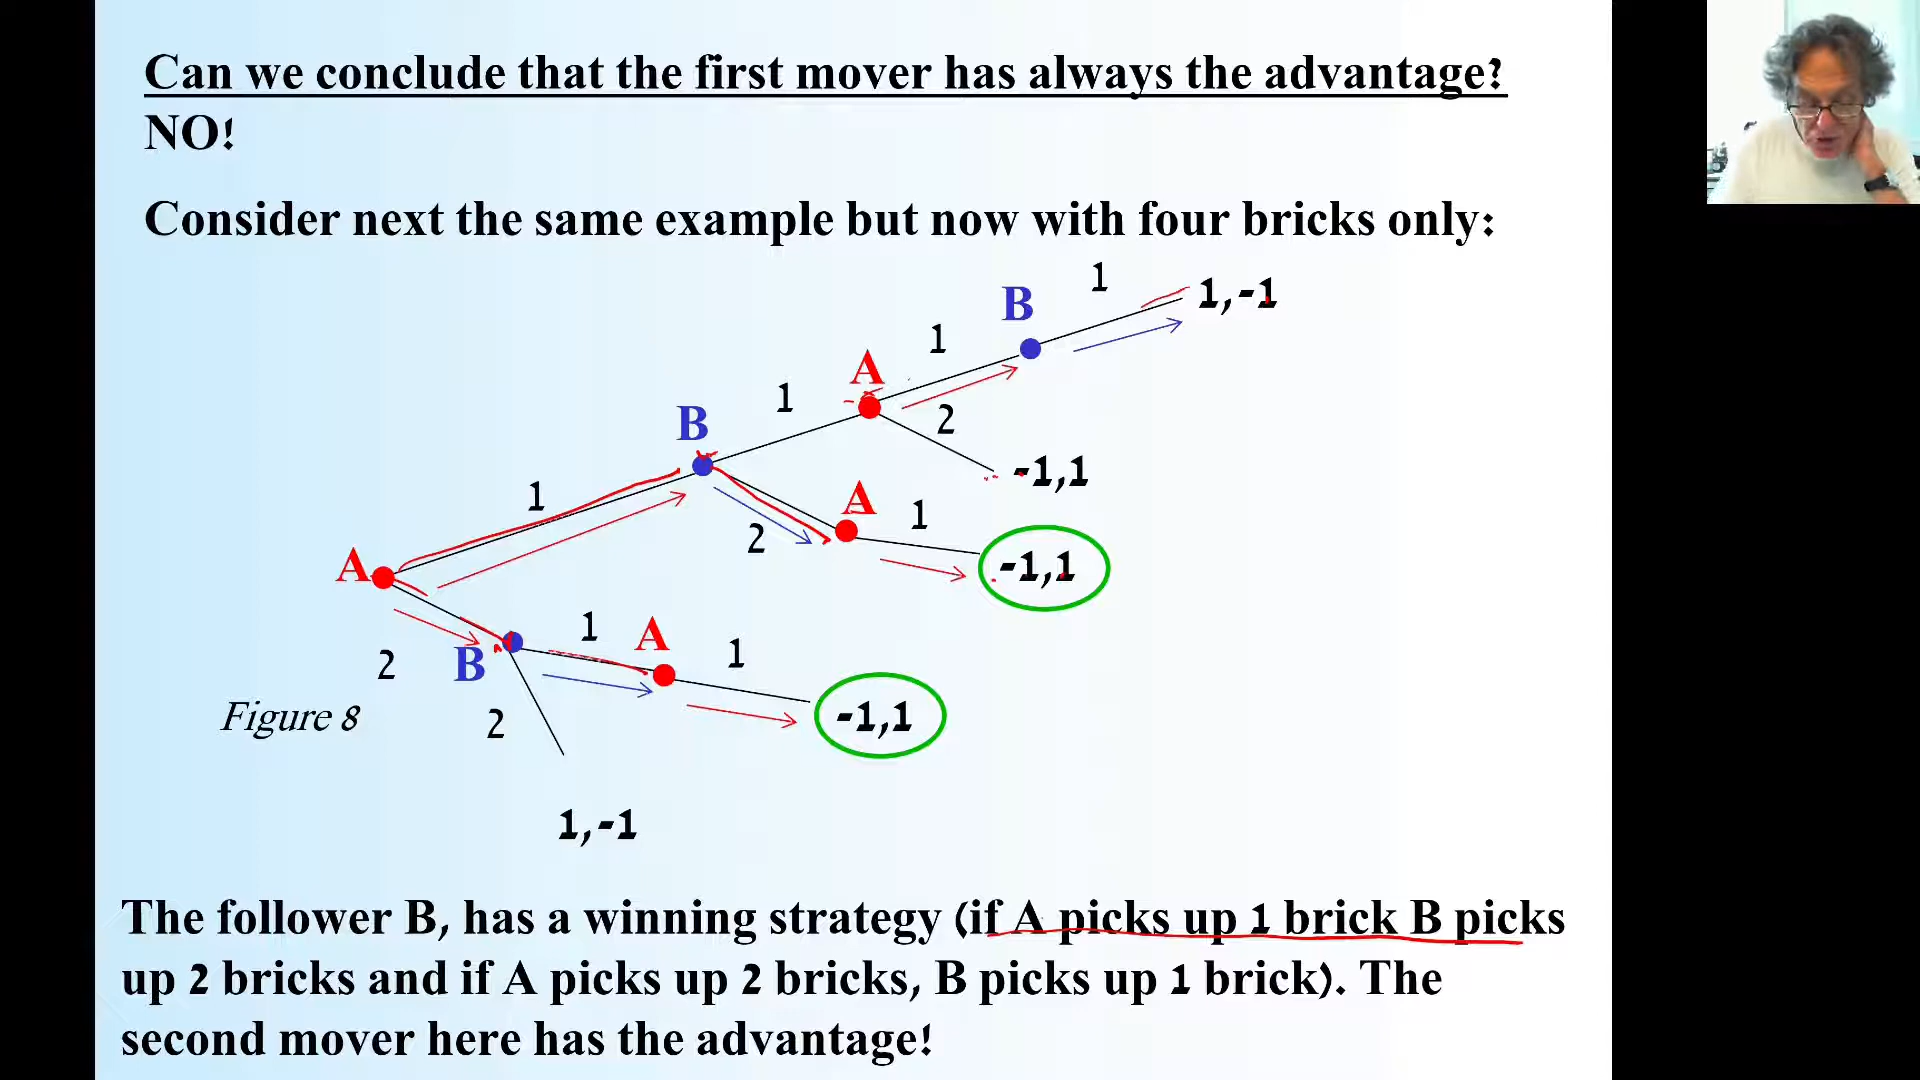 Can we conclude that the first mover has always the advantage?
NO!
Consider next the same example but now with four bricks only:
1
B
1,-1
1
A
1
B
2
-1,1
1
A
1
2
-1,1
A
1
A
1
2
B
-1,1
Figure 8
2
1,-1
The follower B, has a winning strategy (if A picks up 1 brick B picks
up 2 bricks and if A picks up 2 bricks, B picks up 1 brick). The
second mover here has the advantage!